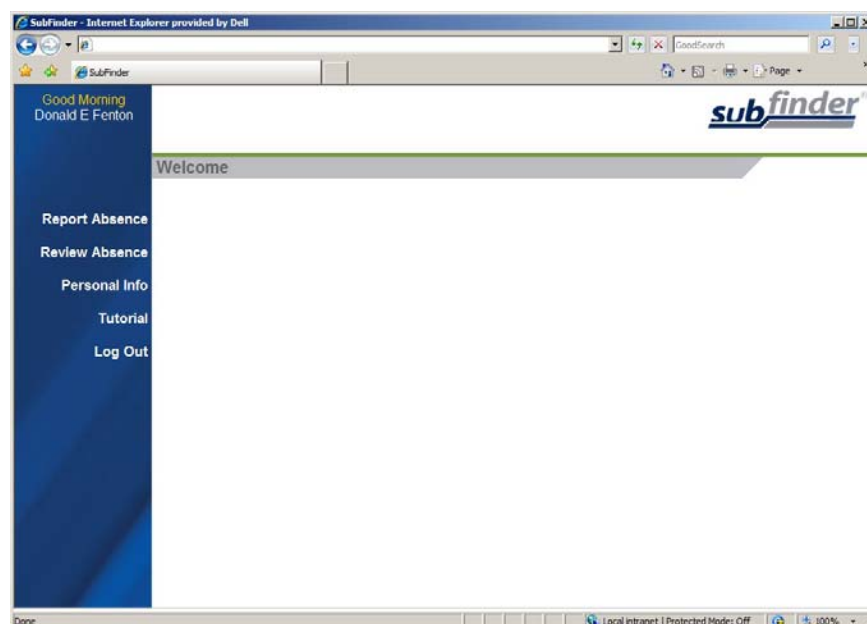 SubFinder - Internet Explorer provided by Dell
GoodSearch
SubFinder
Page
Good Morning
Donald E Fenton
subfinder
Welcome
Report Absence
Review Absence
Personal Info
Tutorial
Log Out
Done
Local intranet | Protected Mode: Off
100%